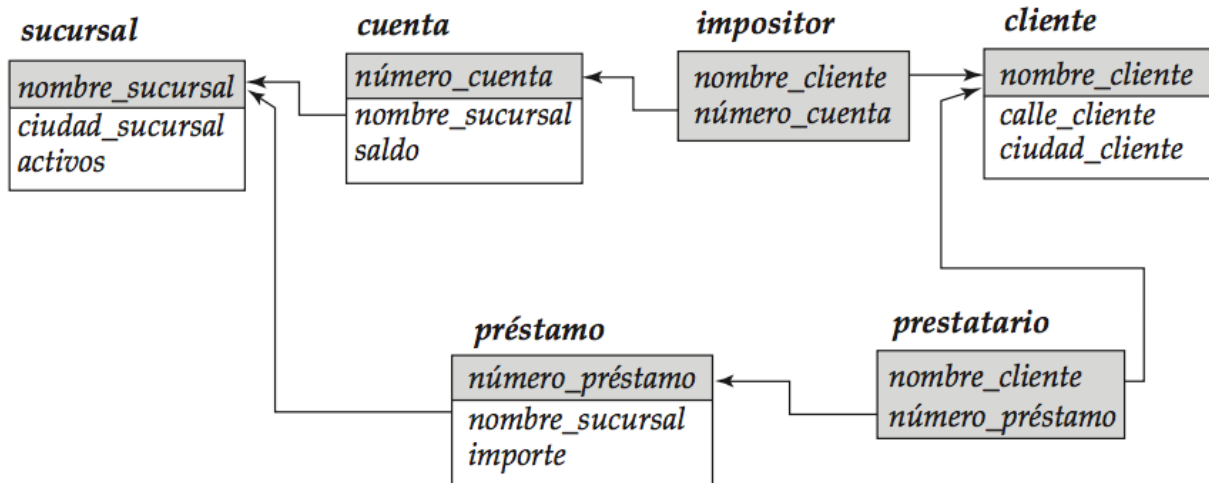 sucursal
nombre_sucursal
ciudad_sucursal
activos
cuenta
número_cuenta
nombre_sucursal
saldo
impositor
nombre_cliente
número_cuenta
cliente
nombre_cliente
calle_cliente
ciudad_cliente
préstamo
número_préstamo
nombre_sucursal
importe
prestatario
nombre_cliente
número_préstamo